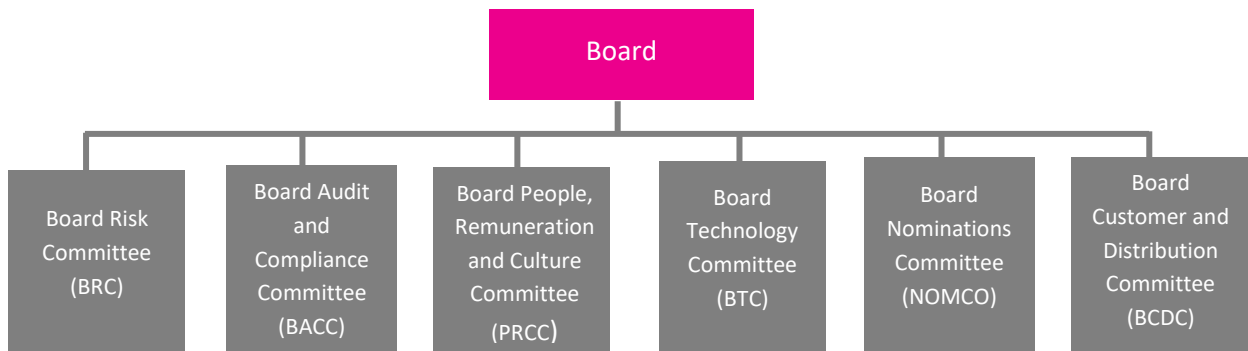 Board
Board Risk
Committee
(BRC)
Board Audit
and
Compliance
Committee
(BACC)
Board People,
Remuneration
and Culture
Committee
(PRCC)
Board
Technology
Committee
(BTC)
Board
Nominations
Committee
(NOMCO)
Board
Customer and
Distribution
Committee
(BCDC)